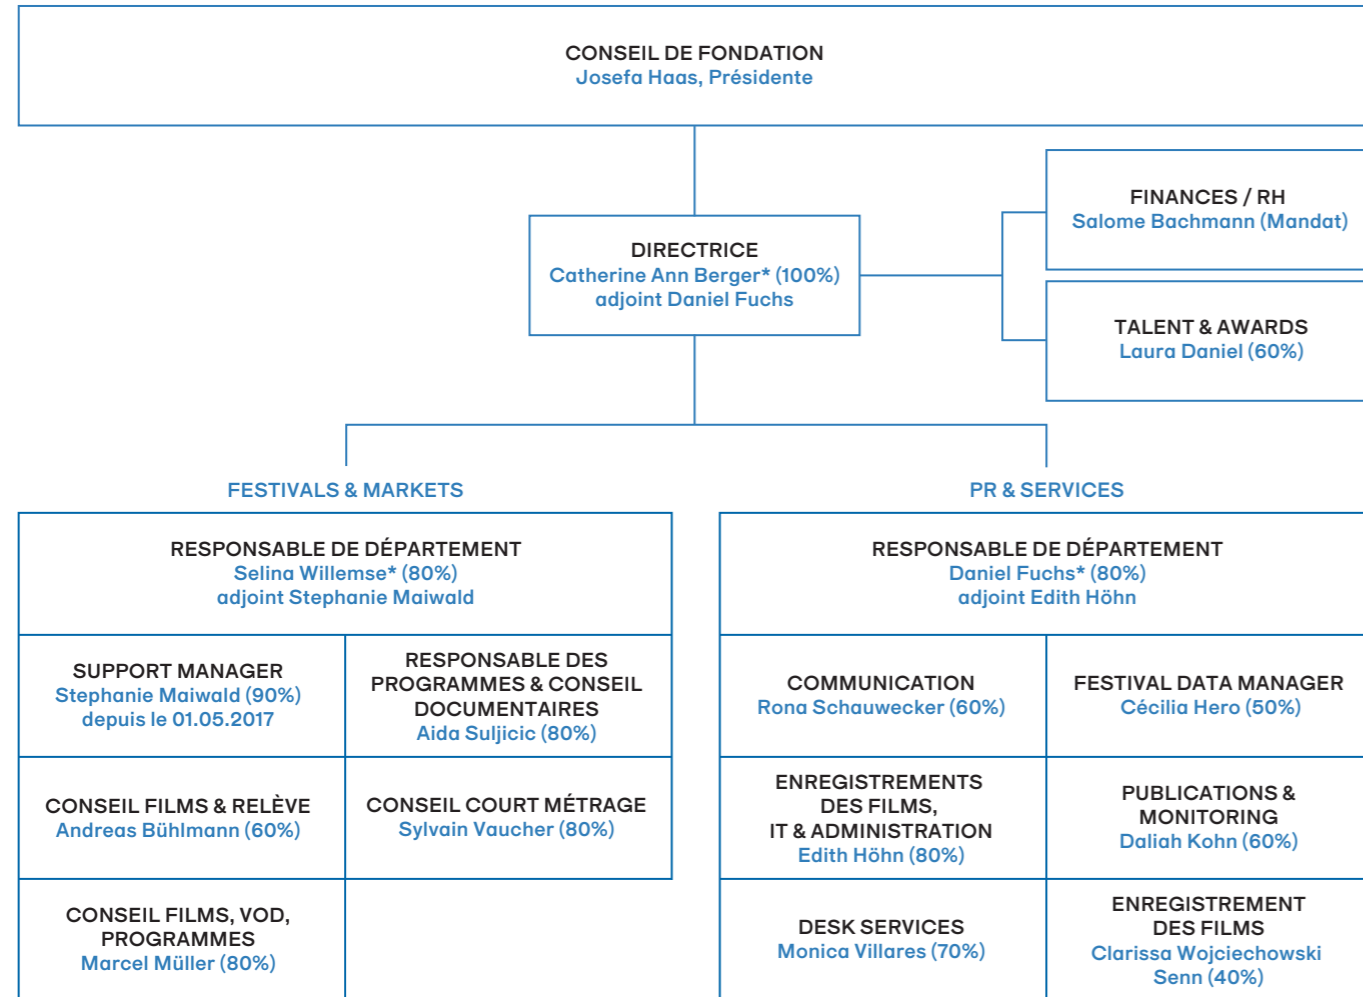 CONSEIL DE FONDATION
Josefa Haas, Présidente
FINANCES / RH
Salome Bachmann (Mandat)
DIRECTRICE
Catherine Ann Berger* (100%)
adjoint Daniel Fuchs
TALENT & AWARDS
Laura Daniel (60%)
FESTIVALS & MARKETS
RESPONSABLE DE DÉPARTEMENT
Selina Willemse* (80%)
adjoint Stephanie Maiwald
SUPPORT MANAGER
Stephanie Maiwald (90%)
depuis le 01.05.2017
RESPONSABLE DES
PROGRAMMES & CONSEIL
DOCUMENTAIRES
Aida Suljicic (80%)
CONSEIL FILMS & RELÈVE
Andreas Bühlmann (60%)
CONSEIL COURT MÉTRAGE
Sylvain Vaucher (80%)
CONSEIL FILMS, VOD,
PROGRAMMES
Marcel Müller (80%)
PR & SERVICES
RESPONSABLE DE DÉPARTEMENT
Daniel Fuchs* (80%)
adjoint Edith Höhn
COMMUNICATION
Rona Schauwecker (60%)
FESTIVAL DATA MANAGER
Cécilia Hero (50%)
ENREGISTREMENTS
DES FILMS,
IT & ADMINISTRATION
Edith Höhn (80%)
PUBLICATIONS &
MONITORING
Daliah Kohn (60%)
DESK SERVICES
Monica Villares (70%)
ENREGISTREMENT
DES FILMS
Clarissa Wojciechowski
Senn (40%)